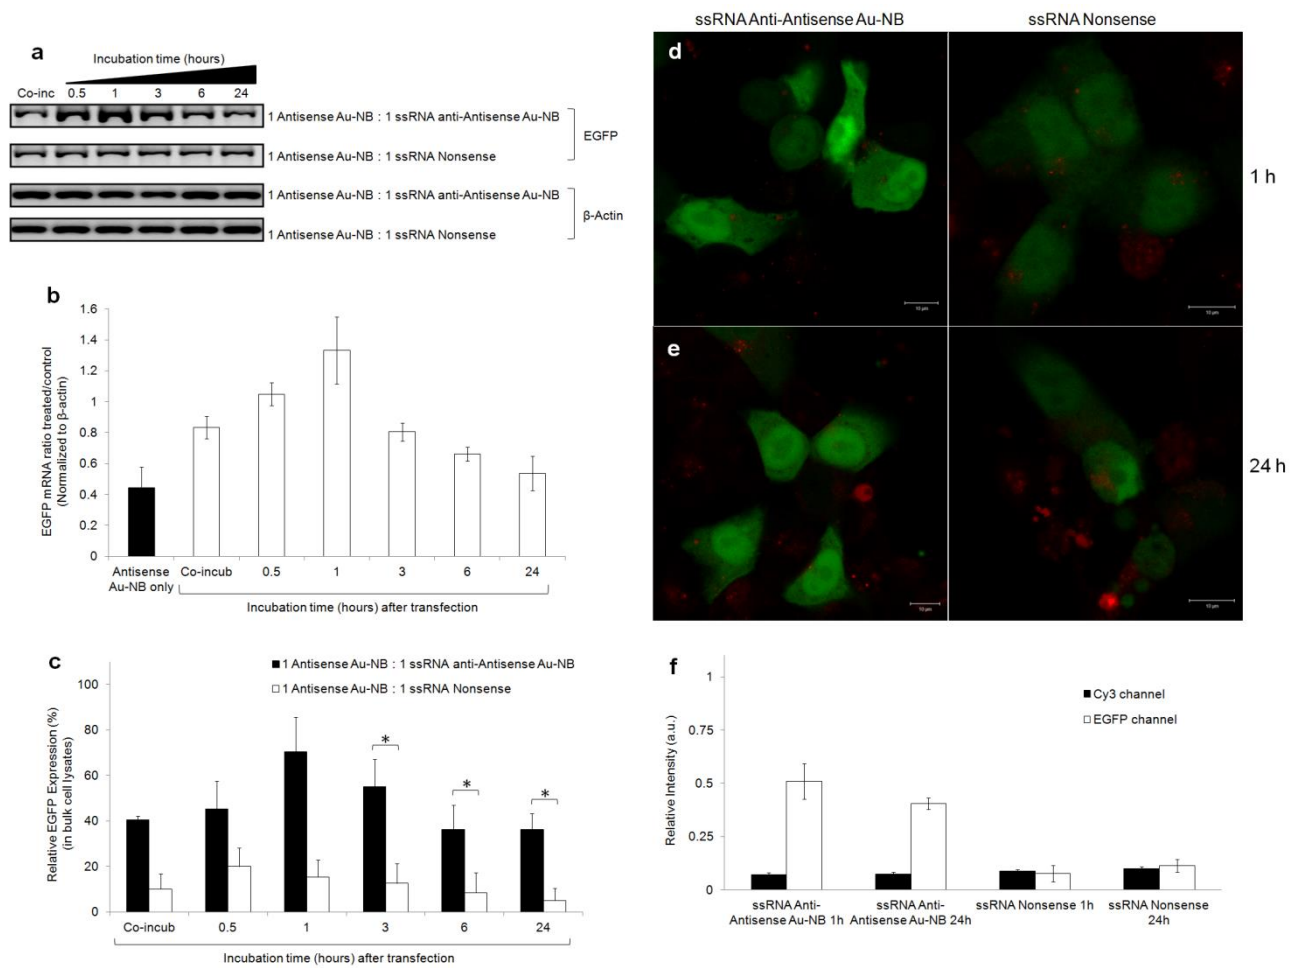 a
Incubation time (hours)
Co-inc 0.5 1 3 6 24
1 Antisense Au-NB : 1 ssRNA anti-Antisense Au-NB
1 Antisense Au-NB : 1 ssRNA Nonsense
EGFP
1 Antisense Au-NB : 1 ssRNA anti-Antisense Au-NB
1 Antisense Au-NB : 1 ssRNA Nonsense
β-Actin
b
EGFP mRNA ratio treated/control
(Normalized to β-actin)
1.6
1.4
1.2
1
0.8
0.6
0.4
0.2
0
Antisense
Au-NB only
Co-incub 0.5 1 3 6 24
Incubation time (hours) after transfection
c
1 Antisense Au-NB : 1 ssRNA anti-Antisense Au-NB
1 Antisense Au-NB : 1 ssRNA Nonsense
Relative EGFP Expression (%)
(in bulk cell lysates)
100
80
60
40
20
0
* * *
Co-incub 0.5 1 3 6 24
Incubation time (hours) after transfection
ssRNA Anti-Antisense Au-NB
ssRNA Nonsense
d
1 h
10 µm
10 µm
e
24 h
10 µm
10 µm
f
Cy3 channel
EGFP channel
Relative Intensity (a.u.)
1
0.75
0.5
0.25
0
ssRNA Anti-
Antisense Au-NB 1h
ssRNA Anti-
Antisense Au-NB 24h
ssRNA Nonsense 1h
ssRNA Nonsense
24h